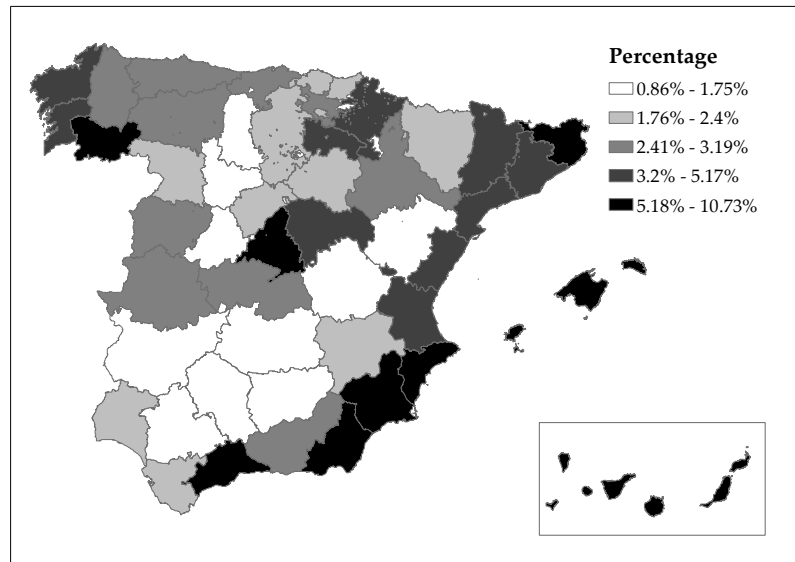 Percentage
0.86% - 1.75%
1.76% - 2.4%
2.41% - 3.19%
3.2% - 5.17%
5.18% - 10.73%